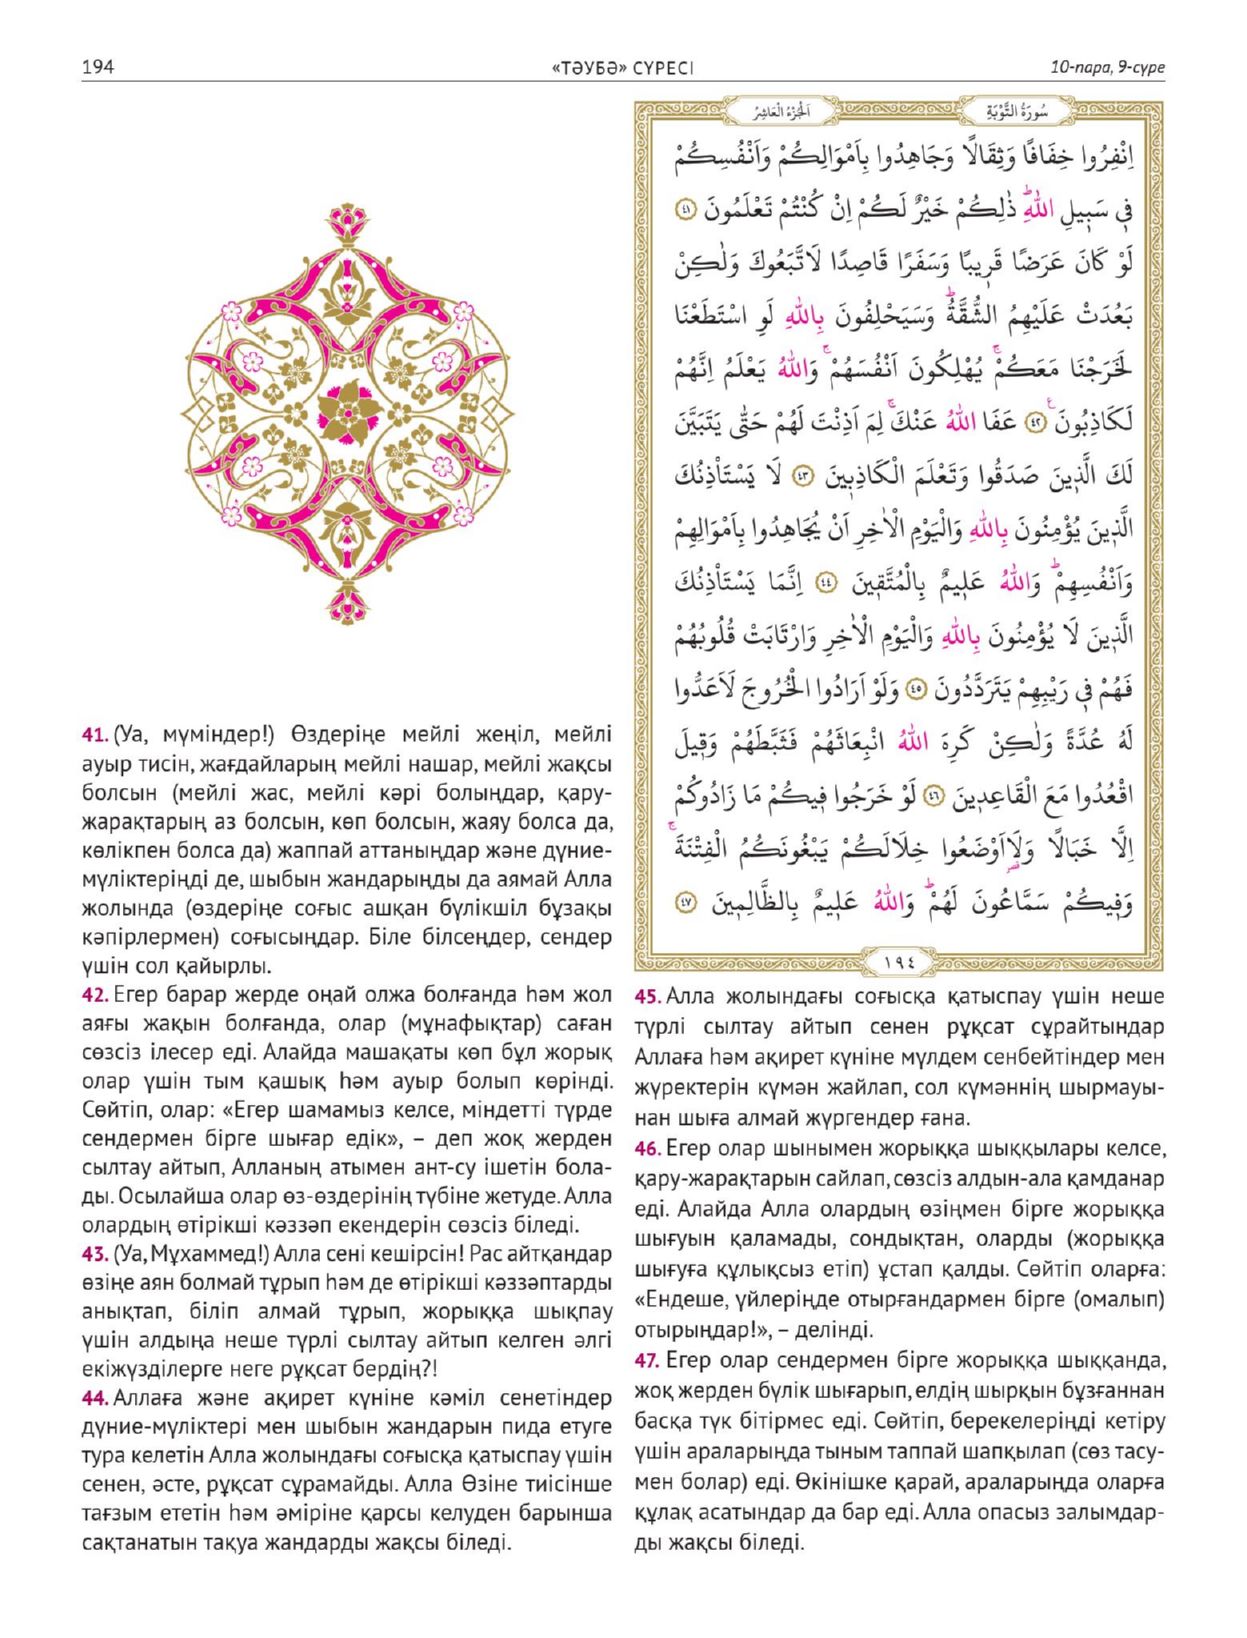 194
«ТӘУБӘ» СҮРЕСІ
10-пара, 9-сүре
سُورَةُ التَّوْبَةِ
اَلْجُزْءُ الْعَاشِرُ
اِنْفِرُوا خِفَافًا وَثِقَالًا وَجَاهِدُوا بِاَمْوَالِكُمْ وَاَنْفُسِكُمْ
فٖي سَبٖيلِ اللّٰهِؕ ذٰلِكُمْ خَيْرٌ لَكُمْ اِنْ كُنْتُمْ تَعْلَمُونَ ﴿٤١﴾
لَوْ كَانَ عَرَضًا قَرٖيبًا وَسَفَرًا قَاصِدًا لَاتَّبَعُوكَ وَلٰكِنْ
بَعُدَتْ عَلَيْهِمُ الشُّقَّةُؕ وَسَيَحْلِفُونَ بِاللّٰهِ لَوِ اسْتَطَعْنَا
لَخَرَجْنَا مَعَكُمْۚ يُهْلِكُونَ اَنْفُسَهُمْۚ وَاللّٰهُ يَعْلَمُ اِنَّهُمْ
لَكَاذِبُونَࣖ ﴿٤٢﴾ عَفَا اللّٰهُ عَنْكَۚ لِمَ اَذِنْتَ لَهُمْ حَتّٰى يَتَبَيَّنَ
لَكَ الَّذٖينَ صَدَقُوا وَتَعْلَمَ الْكَاذِبٖينَ ﴿٤٣﴾ لَا يَسْتَاْذِنُكَ
الَّذٖينَ يُؤْمِنُونَ بِاللّٰهِ وَالْيَوْمِ الْاٰخِرِ اَنْ يُجَاهِدُوا بِاَمْوَالِهِمْ
وَاَنْفُسِهِمْؕ وَاللّٰهُ عَلٖيمٌ بِالْمُتَّقٖينَ ﴿٤٤﴾ اِنَّمَا يَسْتَاْذِنُكَ
الَّذٖينَ لَا يُؤْمِنُونَ بِاللّٰهِ وَالْيَوْمِ الْاٰخِرِ وَارْتَابَتْ قُلُوبُهُمْ
فَهُمْ فٖي رَيْبِهِمْ يَتَرَدَّدُونَ ﴿٤٥﴾ وَلَوْ اَرَادُوا الْخُرُوجَ لَاَعَدُّوا
لَهُ عُدَّةً وَلٰكِنْ كَرِهَ اللّٰهُ انْبِعَاثَهُمْ فَثَبَّطَهُمْ وَقٖيلَ
اقْعُدُوا مَعَ الْقَاعِدٖينَ ﴿٤٦﴾ لَوْ خَرَجُوا فٖيكُمْ مَا زَادُوكُمْ
اِلَّا خَبَالًا وَلَا۬اَوْضَعُوا خِلَالَكُمْ يَبْغُونَكُمُ الْفِتْنَةَۚ
وَفٖيكُمْ سَمَّاعُونَ لَهُمْؕ وَاللّٰهُ عَلٖيمٌ بِالظَّالِمٖينَ ﴿٤٧﴾
١٩٤
41. (Уа, мүміндер!) Өздеріңе мейлі жеңіл, мейлі
ауыр тисін, жағдайларың мейлі нашар, мейлі жақсы
болсын (мейлі жас, мейлі кәрі болыңдар, қару-
жарақтарың аз болсын, көп болсын, жаяу болса да,
көлікпен болса да) жаппай аттаныңдар және дүние-
мүліктеріңді де, шыбын жандарыңды да аямай Алла
жолында (өздеріңе соғыс ашқан бүлікшіл бұзақы
кәпірлермен) соғысыңдар. Біле білсеңдер, сендер
үшін сол қайырлы.
42. Егер барар жерде оңай олжа болғанда һәм жол
аяғы жақын болғанда, олар (мұнафықтар) саған
сөзсіз ілесер еді. Алайда машақаты көп бұл жорық
олар үшін тым қашық һәм ауыр болып көрінді.
Сөйтіп, олар: «Егер шамамыз келсе, міндетті түрде
сендермен бірге шығар едік», – деп жоқ жерден
сылтау айтып, Алланың атымен ант-су ішетін бола-
ды. Осылайша олар өз-өздерінің түбіне жетуде. Алла
олардың өтірікші кәззәп екендерін сөзсіз біледі.
43. (Уа, Мұхаммед!) Алла сені кешірсін! Рас айтқандар
өзіңе аян болмай тұрып һәм де өтірікші кәззәптарды
анықтап, біліп алмай тұрып, жорыққа шықпау
үшін алдыңа неше түрлі сылтау айтып келген әлгі
екіжүзділерге неге рұқсат бердің?!
44. Аллаға және ақирет күніне кәміл сенетіндер
дүние-мүліктері мен шыбын жандарын пида етуге
тура келетін Алла жолындағы соғысқа қатыспау үшін
сенен, әсте, рұқсат сұрамайды. Алла Өзіне тиісінше
тағзым ететін һәм әміріне қарсы келуден барынша
сақтанатын тақуа жандарды жақсы біледі.
45. Алла жолындағы соғысқа қатыспау үшін неше
түрлі сылтау айтып сенен рұқсат сұрайтындар
Аллаға һәм ақирет күніне мүлдем сенбейтіндер мен
жүректерін күмән жайлап, сол күмәннің шырмауы-
нан шыға алмай жүргендер ғана.
46. Егер олар шынымен жорыққа шыққылары келсе,
қару-жарақтарын сайлап, сөзсіз алдын-ала қамданар
еді. Алайда Алла олардың өзіңмен бірге жорыққа
шығуын қаламады, сондықтан, оларды (жорыққа
шығуға құлықсыз етіп) ұстап қалды. Сөйтіп оларға:
«Ендеше, үйлеріңде отырғандармен бірге (омалып)
отырыңдар!», – делінді.
47. Егер олар сендермен бірге жорыққа шыққанда,
жоқ жерден бүлік шығарып, елдің шырқын бұзғаннан
басқа түк бітірмес еді. Сөйтіп, берекелеріңді кетіру
үшін араларыңда тыным таппай шапқылап (сөз тасу-
мен болар) еді. Өкінішке қарай, араларыңда оларға
құлақ асатындар да бар еді. Алла опасыз залымдар-
ды жақсы біледі.